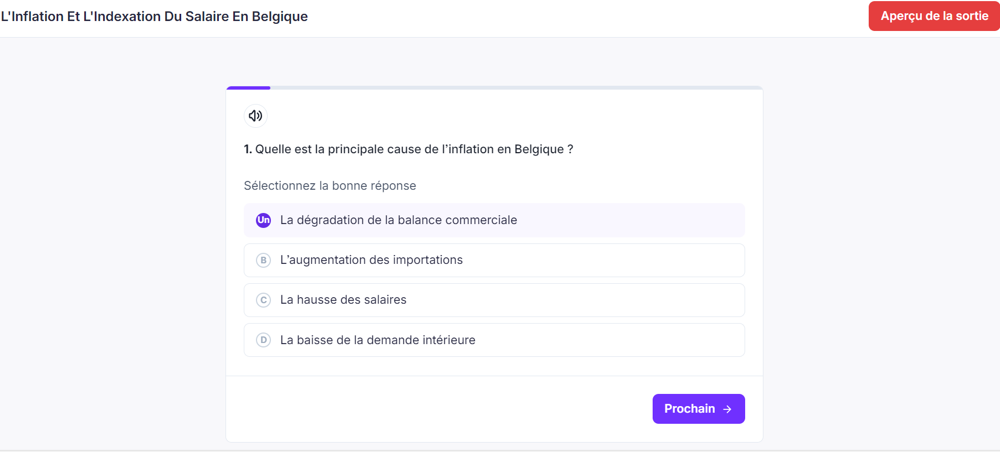 L'Inflation Et L'Indexation Du Salaire En Belgique
Aperçu de la sortie
1. Quelle est la principale cause de l’inflation en Belgique ?
Sélectionnez la bonne réponse
Un La dégradation de la balance commerciale
B L’augmentation des importations
C La hausse des salaires
D La baisse de la demande intérieure
Prochain →